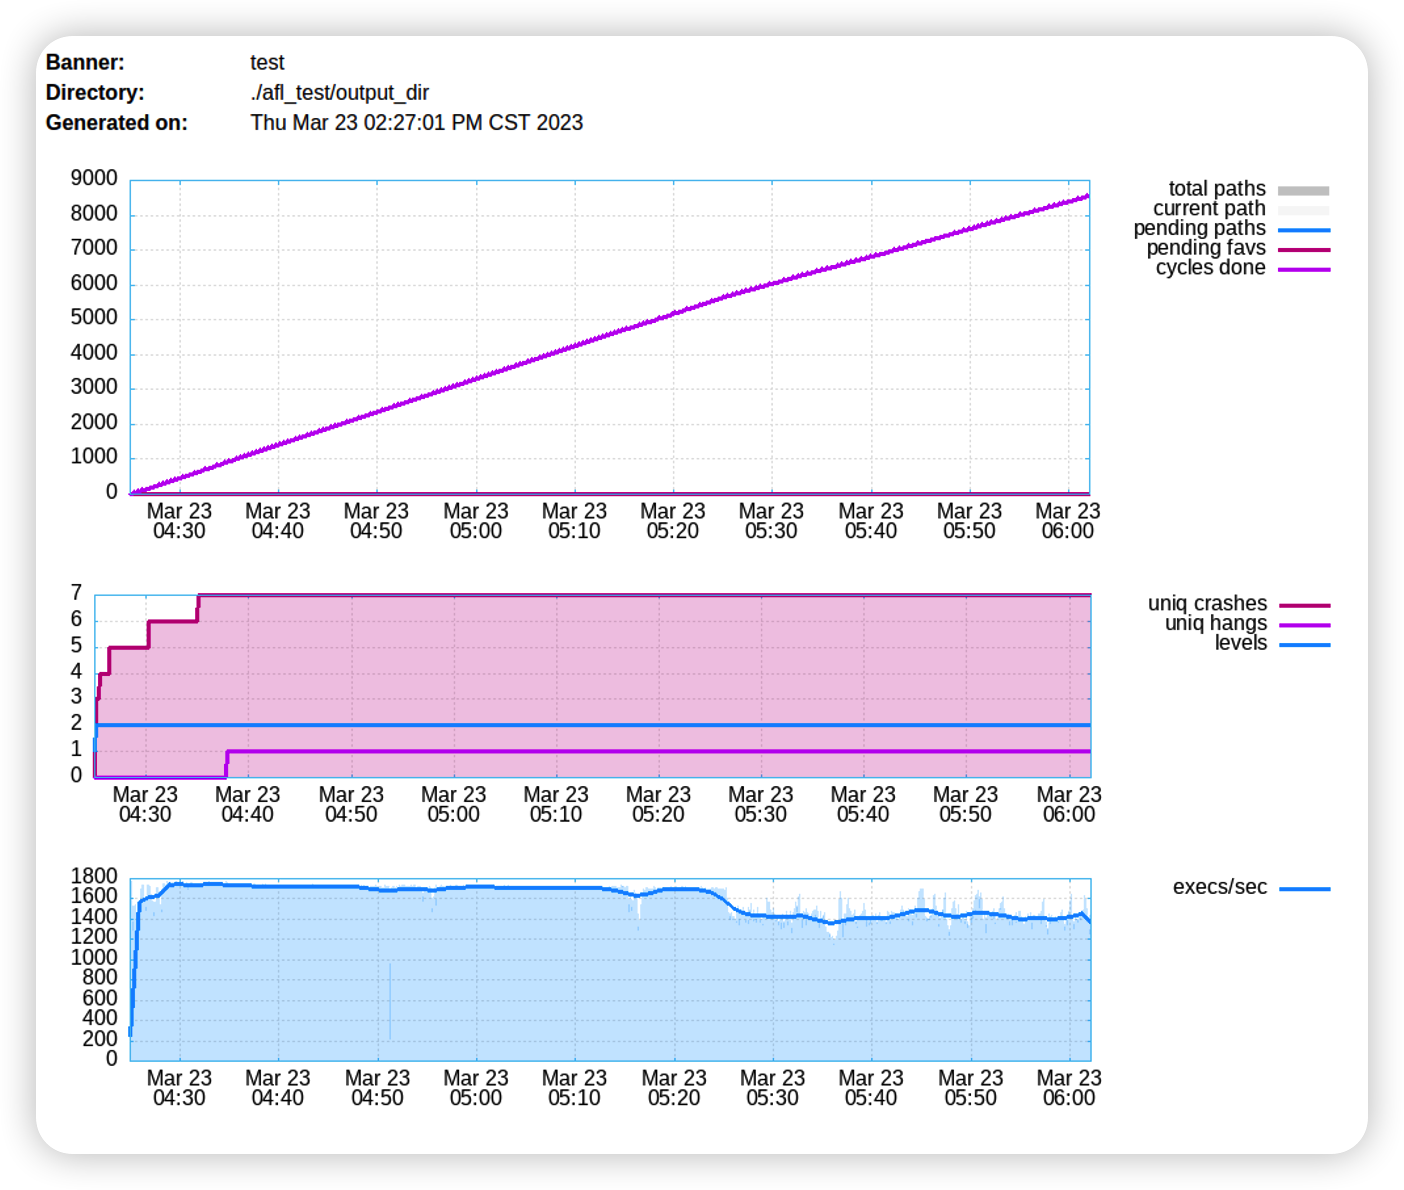 Banner: test
Directory: ./afl_test/output_dir
Generated on: Thu Mar 23 02:27:01 PM CST 2023
9000
8000
7000
6000
5000
4000
3000
2000
1000
0
Mar 23 Mar 23 Mar 23 Mar 23 Mar 23 Mar 23 Mar 23 Mar 23 Mar 23 Mar 23
04:30 04:40 04:50 05:00 05:10 05:20 05:30 05:40 05:50 06:00
total paths
current path
pending paths
pending favs
cycles done
7
6
5
4
3
2
1
0
Mar 23 Mar 23 Mar 23 Mar 23 Mar 23 Mar 23 Mar 23 Mar 23 Mar 23 Mar 23
04:30 04:40 04:50 05:00 05:10 05:20 05:30 05:40 05:50 06:00
uniq crashes
uniq hangs
levels
1800
1600
1400
1200
1000
800
600
400
200
0
Mar 23 Mar 23 Mar 23 Mar 23 Mar 23 Mar 23 Mar 23 Mar 23 Mar 23 Mar 23
04:30 04:40 04:50 05:00 05:10 05:20 05:30 05:40 05:50 06:00
execs/sec